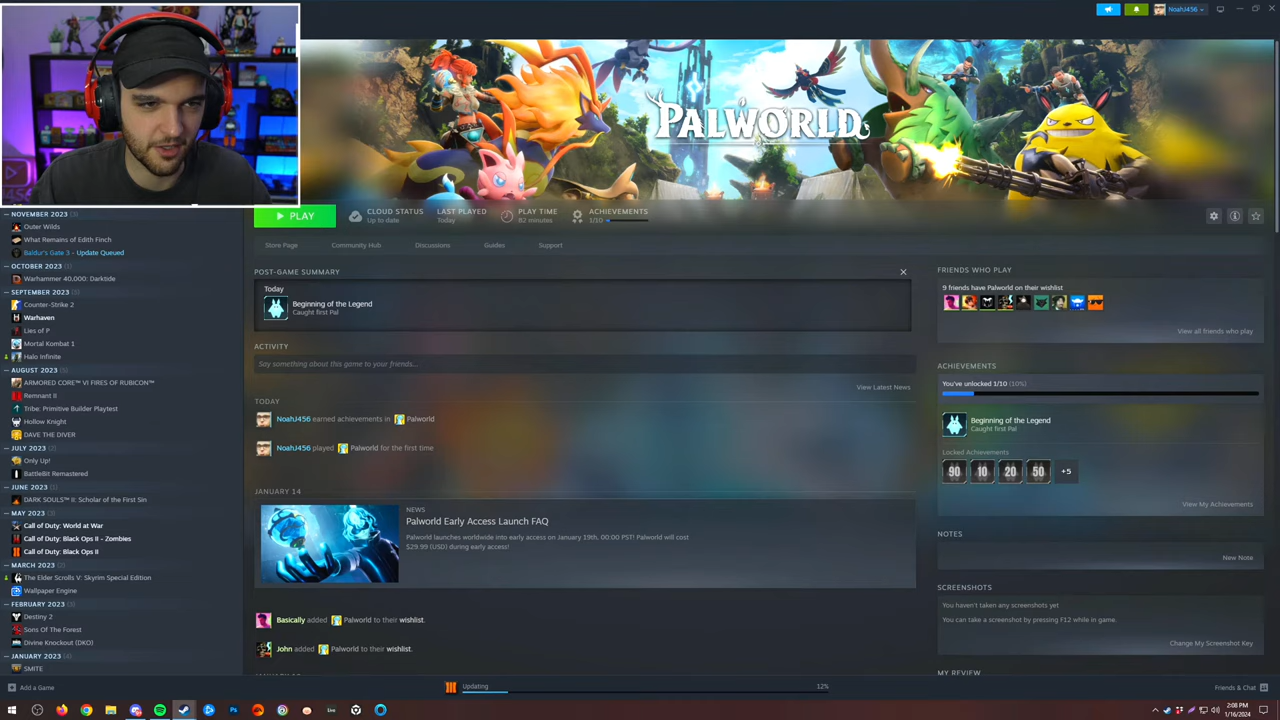 NoahJ456
PALWORLD
PLAY
CLOUD STATUS
Up to date
LAST PLAYED
Today
PLAY TIME
62 minutes
ACHIEVEMENTS
1/10
Store Page
Community Hub
Discussions
Guides
Support
NOVEMBER 2023 (3)
Outer Wilds
What Remains of Edith Finch
Baldur's Gate 3 - Update Queued
OCTOBER 2023 (1)
Warhammer 40,000: Darktide
SEPTEMBER 2023 (5)
Counter-Strike 2
Warhaven
Lies of P
Mortal Kombat 1
Halo Infinite
AUGUST 2023 (5)
ARMORED CORE™ VI FIRES OF RUBICON™
Remnant II
Tribe: Primitive Builder Playtest
Hollow Knight
DAVE THE DIVER
JULY 2023 (2)
Only Up!
BattleBit Remastered
JUNE 2023 (1)
DARK SOULS™ II: Scholar of the First Sin
MAY 2023 (3)
Call of Duty: World at War
Call of Duty: Black Ops II - Zombies
Call of Duty: Black Ops II
MARCH 2023 (2)
The Elder Scrolls V: Skyrim Special Edition
Wallpaper Engine
FEBRUARY 2023 (3)
Destiny 2
Sons Of The Forest
Divine Knockout (DKO)
JANUARY 2023 (4)
SMITE
Add a Game
POST-GAME SUMMARY
Today
Beginning of the Legend
Caught first Pal
ACTIVITY
Say something about this game to your friends...
View Latest News
TODAY
NoahJ456 earned achievements in Palworld
NoahJ456 played Palworld for the first time
JANUARY 14
NEWS
Palworld Early Access Launch FAQ
Palworld launches worldwide into early access on January 19th, 00:00 PST! Palworld will cost
$29.99 (USD) during early access!
Basically added Palworld to their wishlist.
John added Palworld to their wishlist.
FRIENDS WHO PLAY
9 friends have Palworld on their wishlist
View all friends who play
ACHIEVEMENTS
You've unlocked 1/10 (10%)
Beginning of the Legend
Caught first Pal
Locked Achievements
90
10
20
50
+5
View My Achievements
NOTES
New Note
SCREENSHOTS
You haven't taken any screenshots yet
You can take a screenshot by pressing F12 while in game.
Change My Screenshot Key
MY REVIEW
Updating
12%
Friends & Chat
2:08 PM
1/16/2024